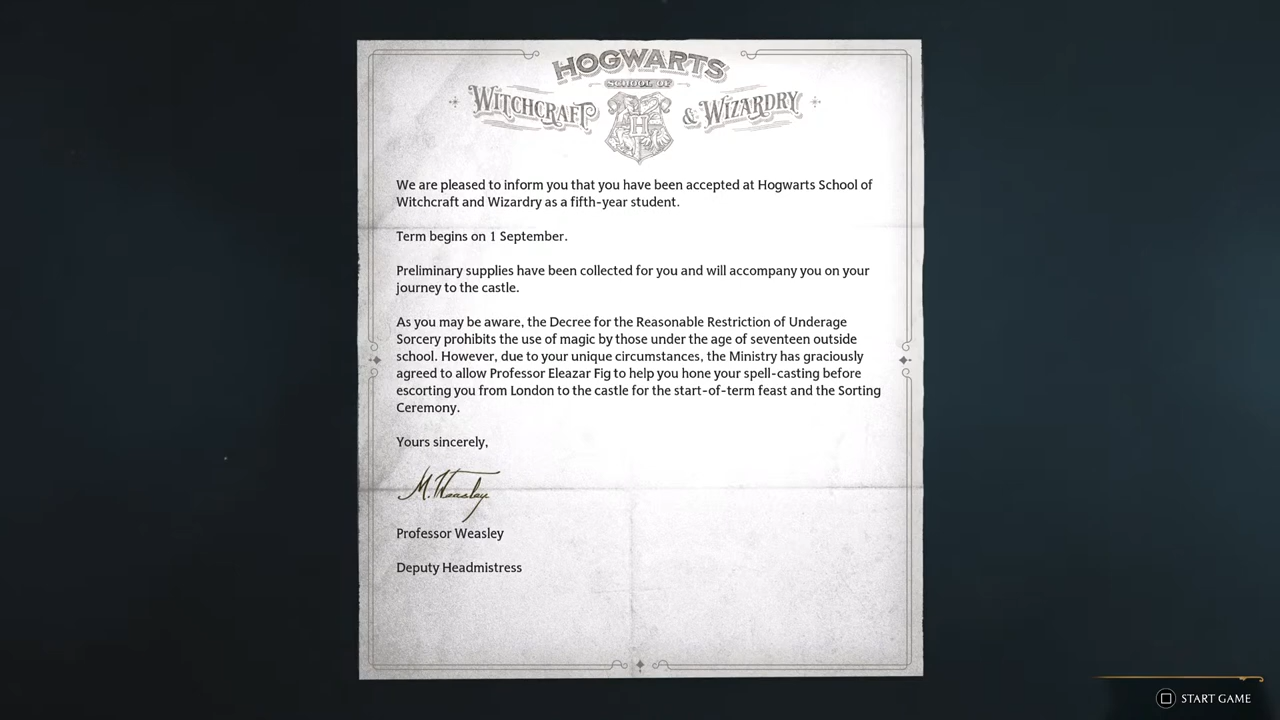 HOGWARTS
SCHOOL OF
WITCHCRAFT & WIZARDRY
H
We are pleased to inform you that you have been accepted at Hogwarts School of
Witchcraft and Wizardry as a fifth-year student.
Term begins on 1 September.
Preliminary supplies have been collected for you and will accompany you on your
journey to the castle.
As you may be aware, the Decree for the Reasonable Restriction of Underage
Sorcery prohibits the use of magic by those under the age of seventeen outside
school. However, due to your unique circumstances, the Ministry has graciously
agreed to allow Professor Eleazar Fig to help you hone your spell-casting before
escorting you from London to the castle for the start-of-term feast and the Sorting
Ceremony.
Yours sincerely,
M. Weasley
Professor Weasley
Deputy Headmistress
START GAME